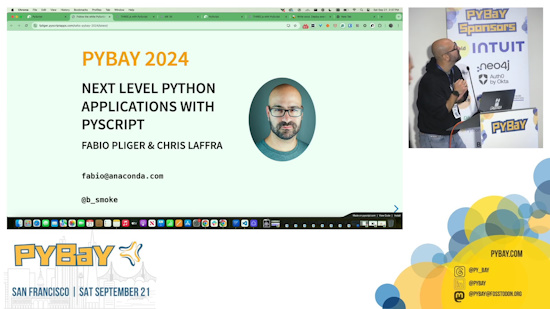 PYBAY 2024
NEXT LEVEL PYTHON
APPLICATIONS WITH
PYSCRIPT
FABIO PLIGER & CHRIS LAFFRA
fabio@anaconda.com
@b_smoke
PyBay
Sponsors
INTUIT
neo4j
Auth0
by Okta
PyBay
PyBay
SAN FRANCISCO | SAT SEPTEMBER 21
PYBAY.COM
@PY_BAY
@PYBAY
@PYBAY@FOSSTODON.ORG